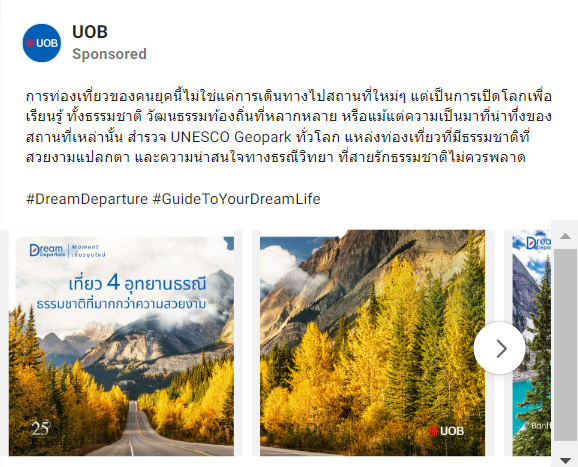 UOB
UOB
Sponsored
การท่องเที่ยวของคนยุคนี้ไม่ใช่แค่การเดินทางไปสถานที่ใหม่ๆ แต่เป็นการเปิดโลกเพื่อ
เรียนรู้ ทั้งธรรมชาติ วัฒนธรรมท้องถิ่นที่หลากหลาย หรือแม้แต่ความเป็นมาที่น่าทึ่งของ
สถานที่เหล่านั้น สำรวจ UNESCO Geopark ทั่วโลก แหล่งท่องเที่ยวที่มีธรรมชาติที่
สวยงามแปลกตา และความน่าสนใจทางธรณีวิทยา ที่สายรักธรรมชาติไม่ควรพลาด
#DreamDeparture #GuideToYourDreamLife
Dream Departure
Moment
เที่ยวมุมใหม่
เที่ยว 4 อุทยานธรณี
ธรรมชาติที่มากกว่าความสวยงาม
25
UOB
Banff